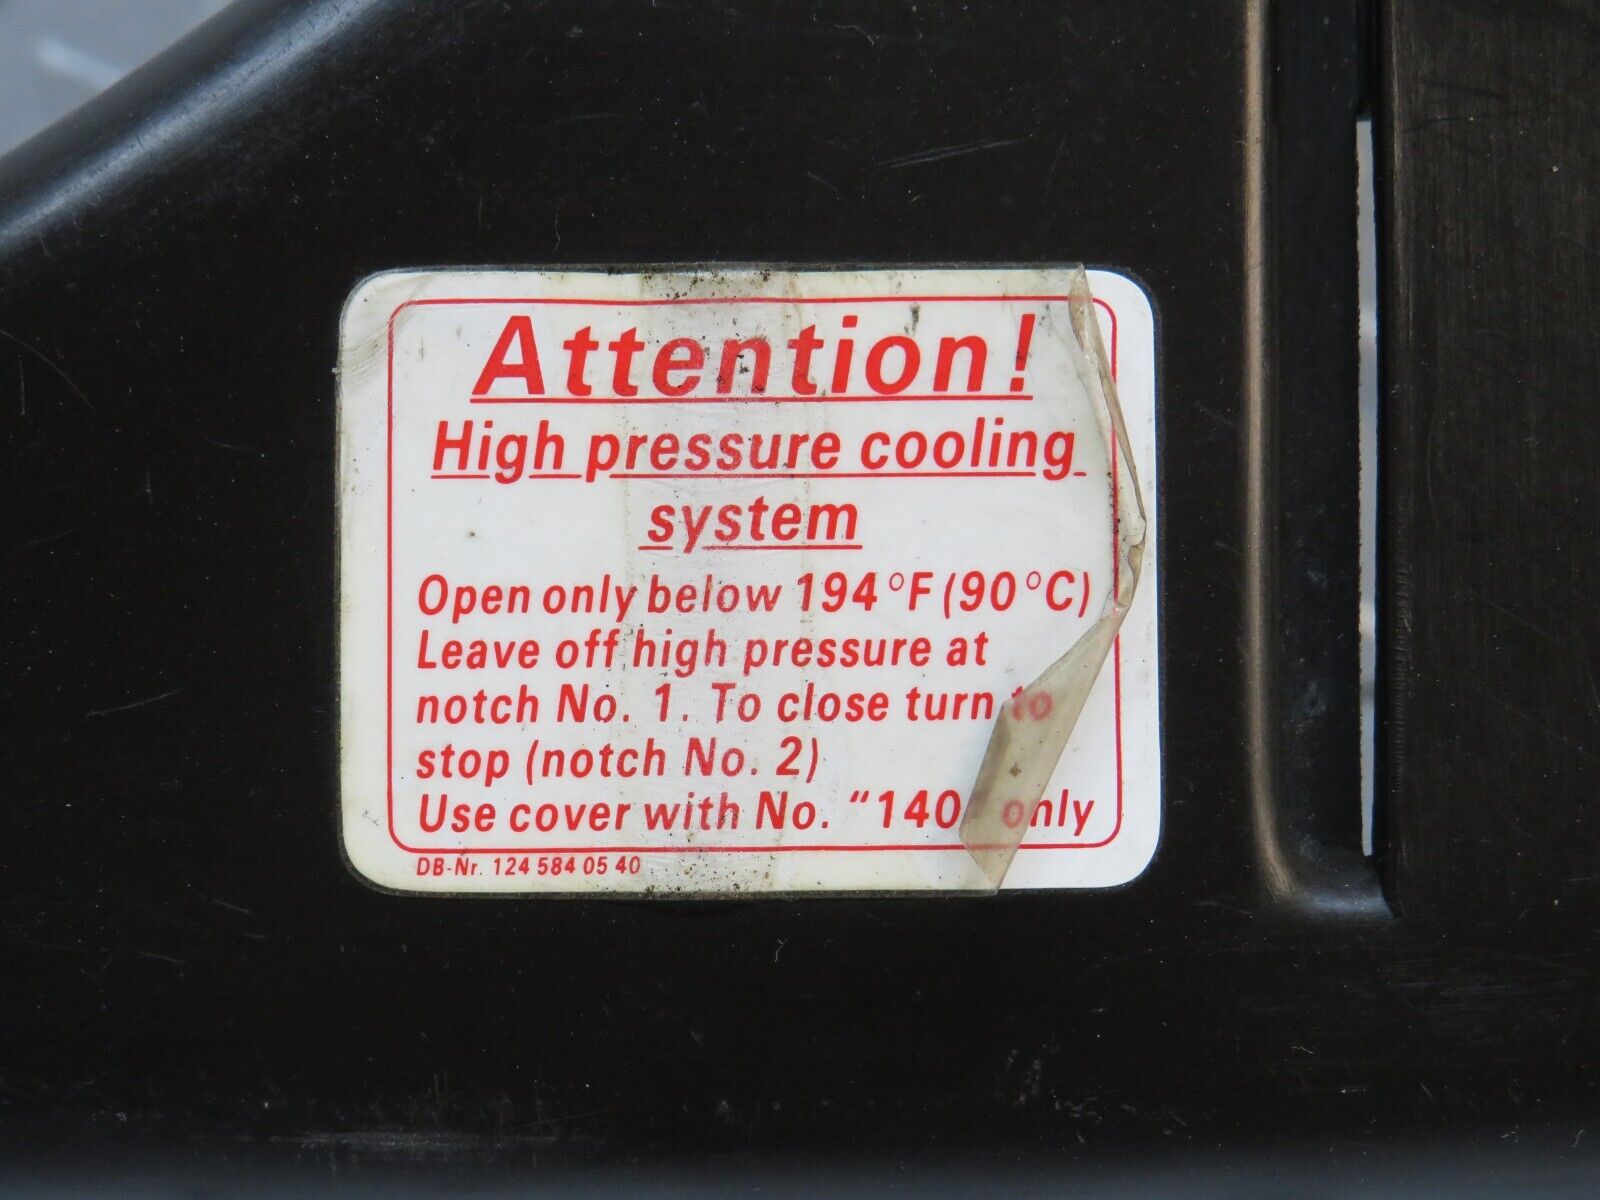 Attention!
High pressure cooling
system
Open only below 194°F (90°C)
Leave off high pressure at
notch No. 1. To close turn to
stop (notch No. 2)
Use cover with No. "140" only
DB-Nr. 124 584 05 40